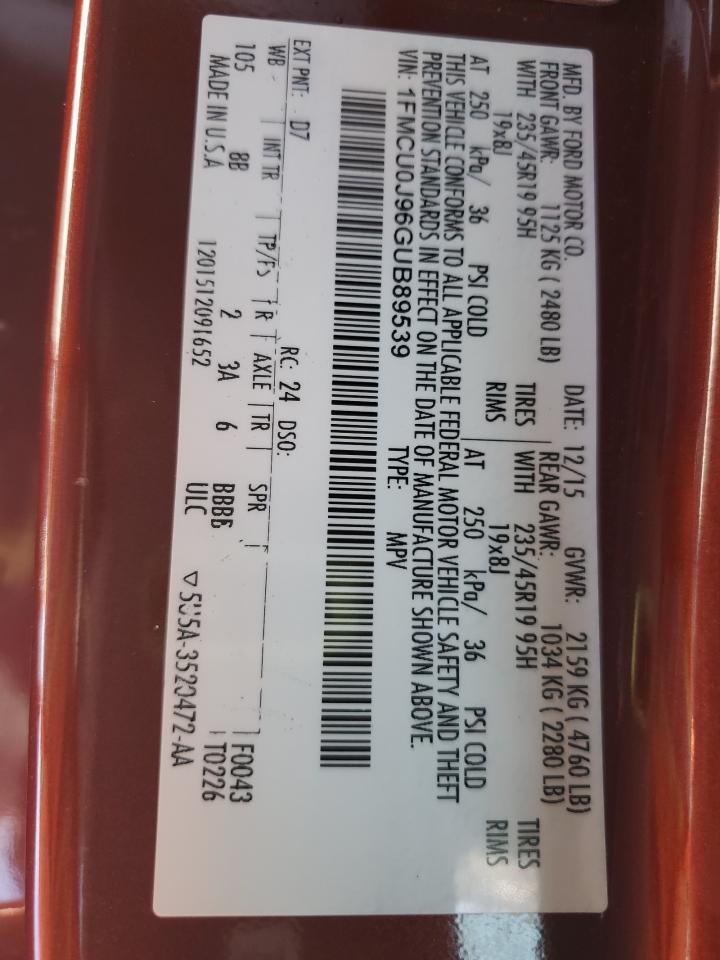 MFD. BY FORD MOTOR CO. DATE: 12/15 GVWR: 2159 KG ( 4760 LB)
FRONT GAWR: 1125 KG ( 2480 LB) REAR GAWR: 1034 KG ( 2280 LB)
WITH 235/45R19 95H TIRES WITH 235/45R19 95H TIRES
19x8J RIMS 19x8J RIMS
AT 250 kPa/ 36 PSI COLD AT 250 kPa/ 36 PSI COLD
THIS VEHICLE CONFORMS TO ALL APPLICABLE FEDERAL MOTOR VEHICLE SAFETY AND THEFT
PREVENTION STANDARDS IN EFFECT ON THE DATE OF MANUFACTURE SHOWN ABOVE.
VIN: 1FMCU0J96GUB89539 TYPE: MPV
EXT PNT: D7 RC: 24 DSO:
WB INT TR TP/PS R AXLE TR SPR F0043
105 8B 2 3A 6 BBBB T0226
MADE IN U.S.A 1201512091652 ULC ▽5U5A-3520472-AA